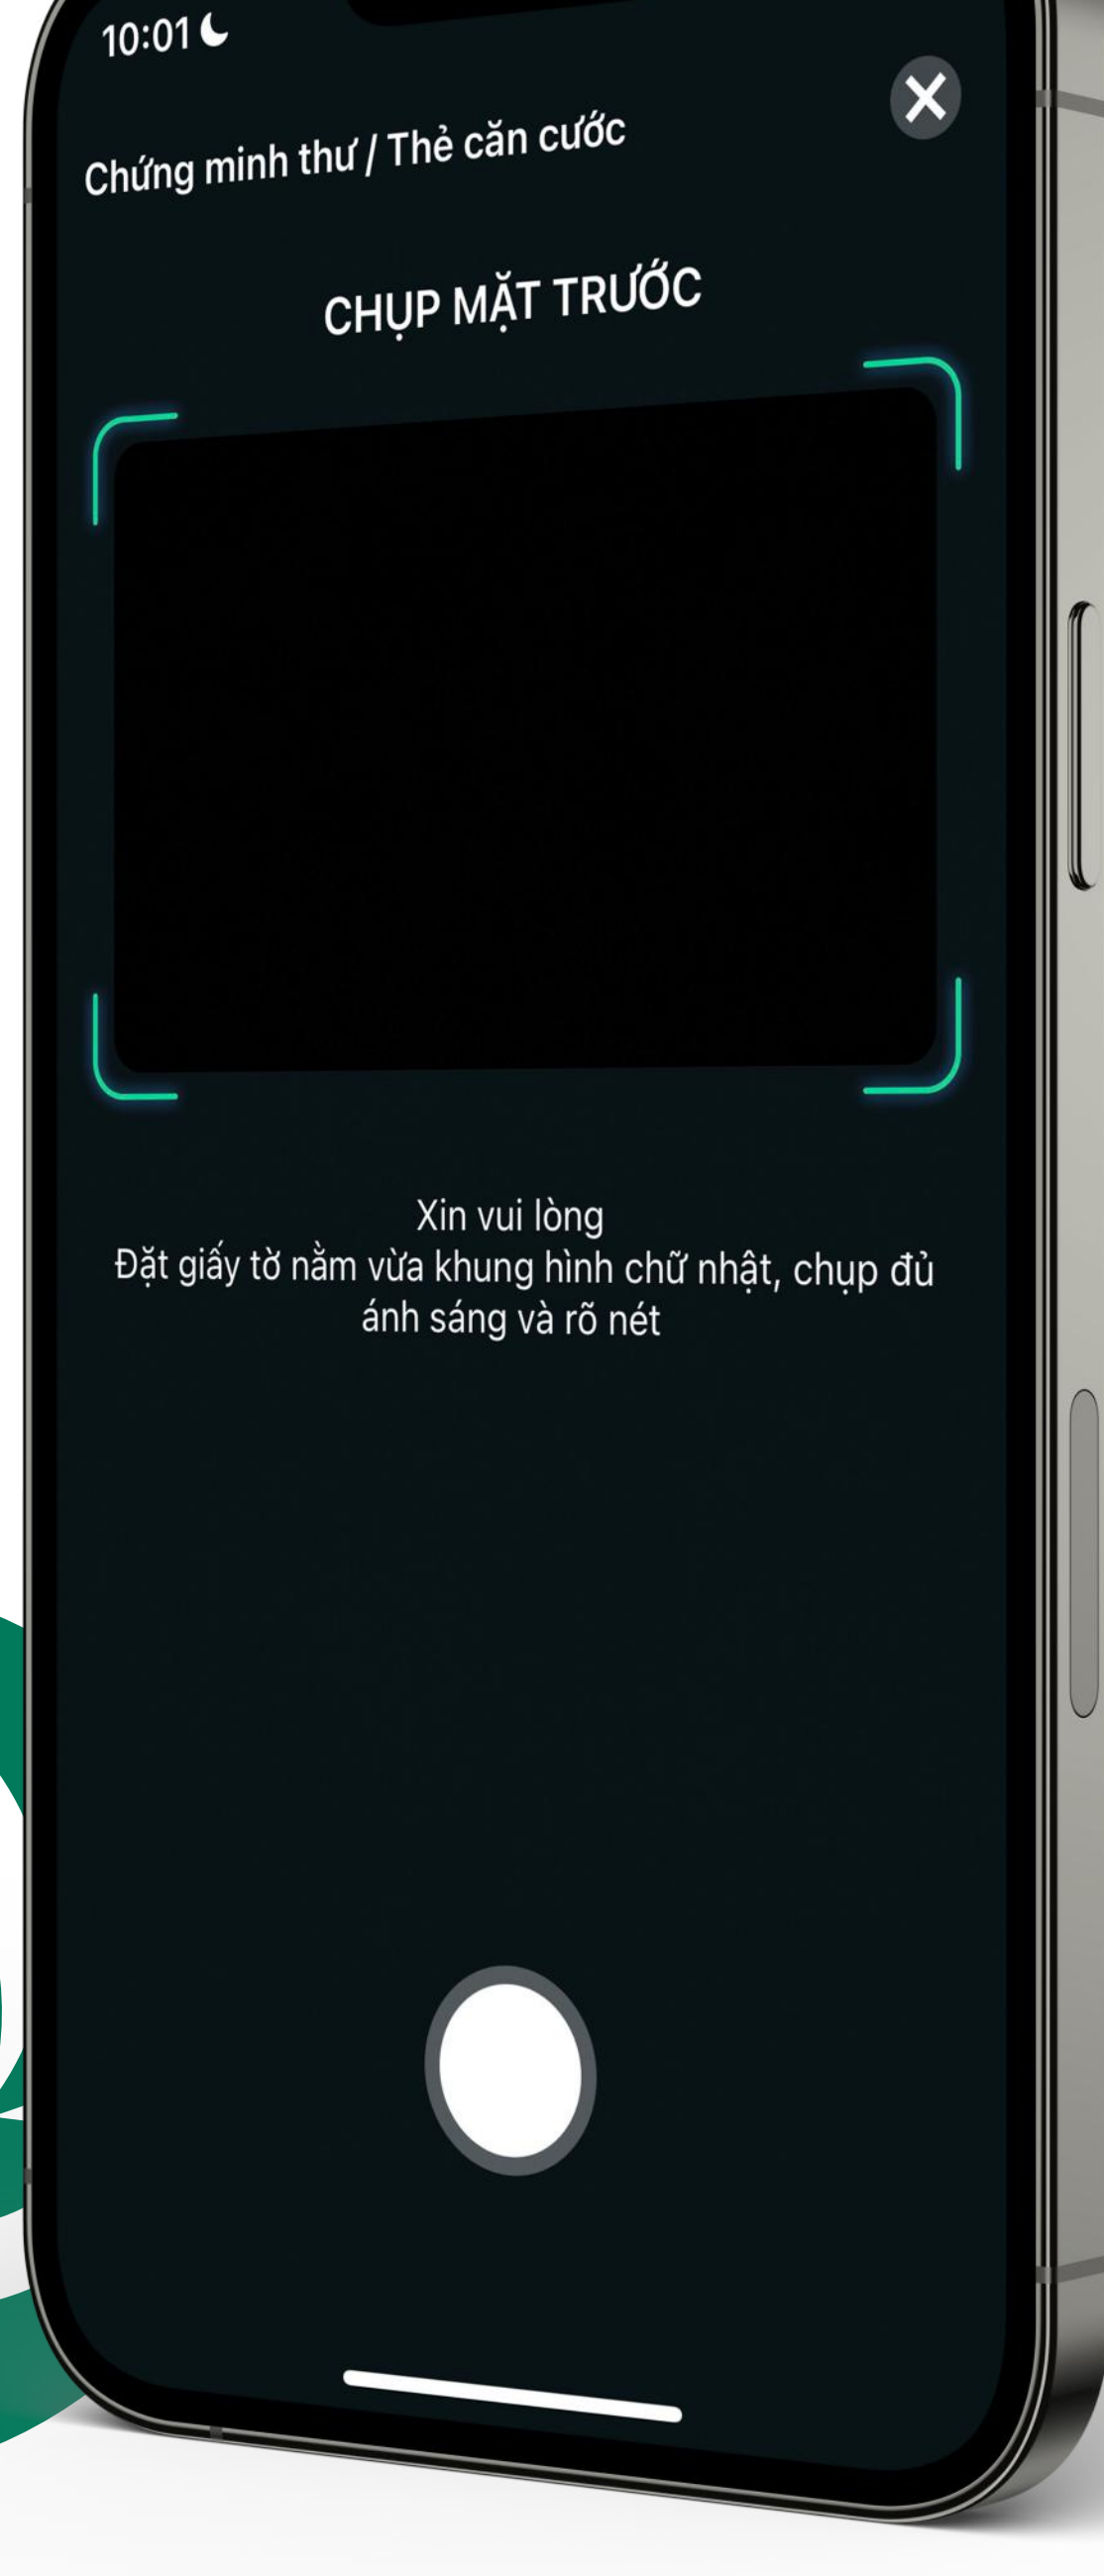 10:01
Chứng minh thư / Thẻ căn cước
CHỤP MẶT TRƯỚC
Xin vui lòng
Đặt giấy tờ nằm vừa khung hình chữ nhật, chụp đủ
ánh sáng và rõ nét